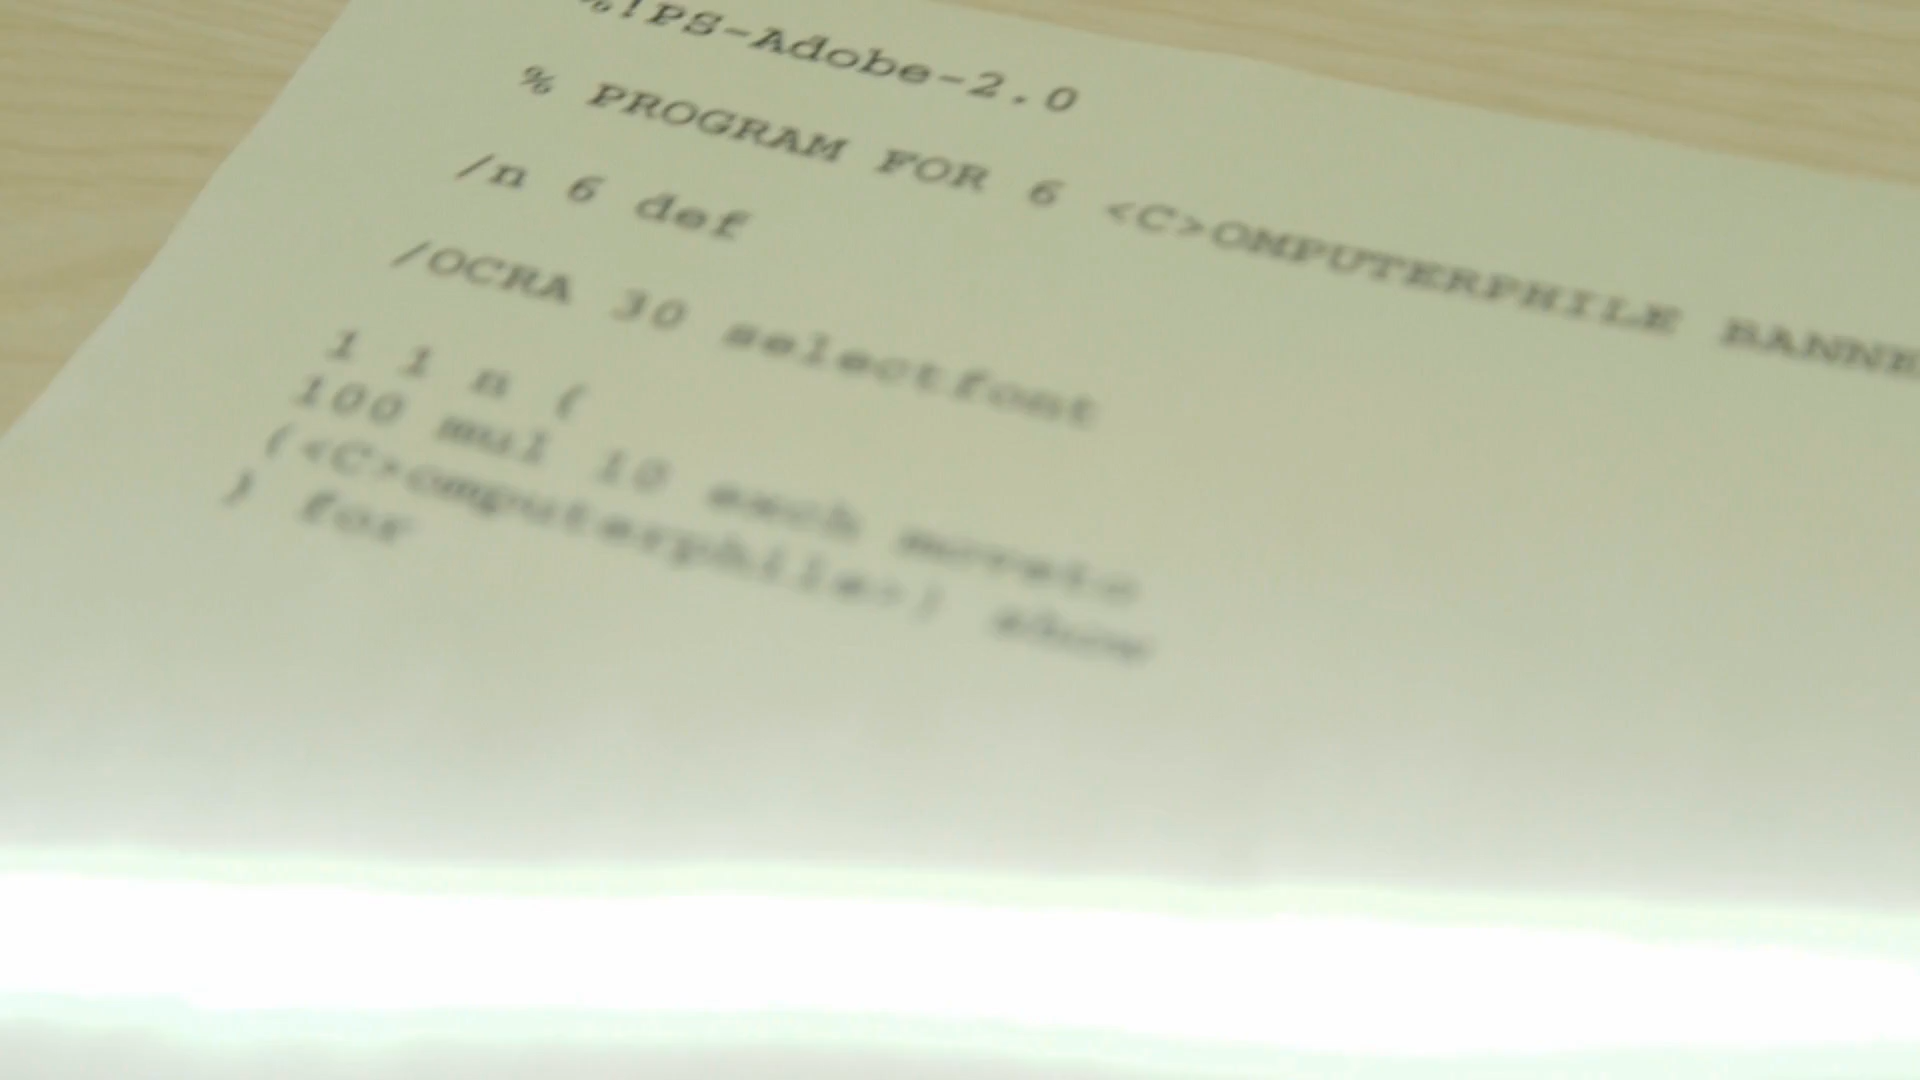 %!PS-Adobe-2.0
% PROGRAM FOR 6 <C>OMPUTERPHILE BANNE
/n 6 def
/OCRA 30 selectfont
1 1 n {
100 mul 10 exch moveto
(<C>omputerphile>) show
} for